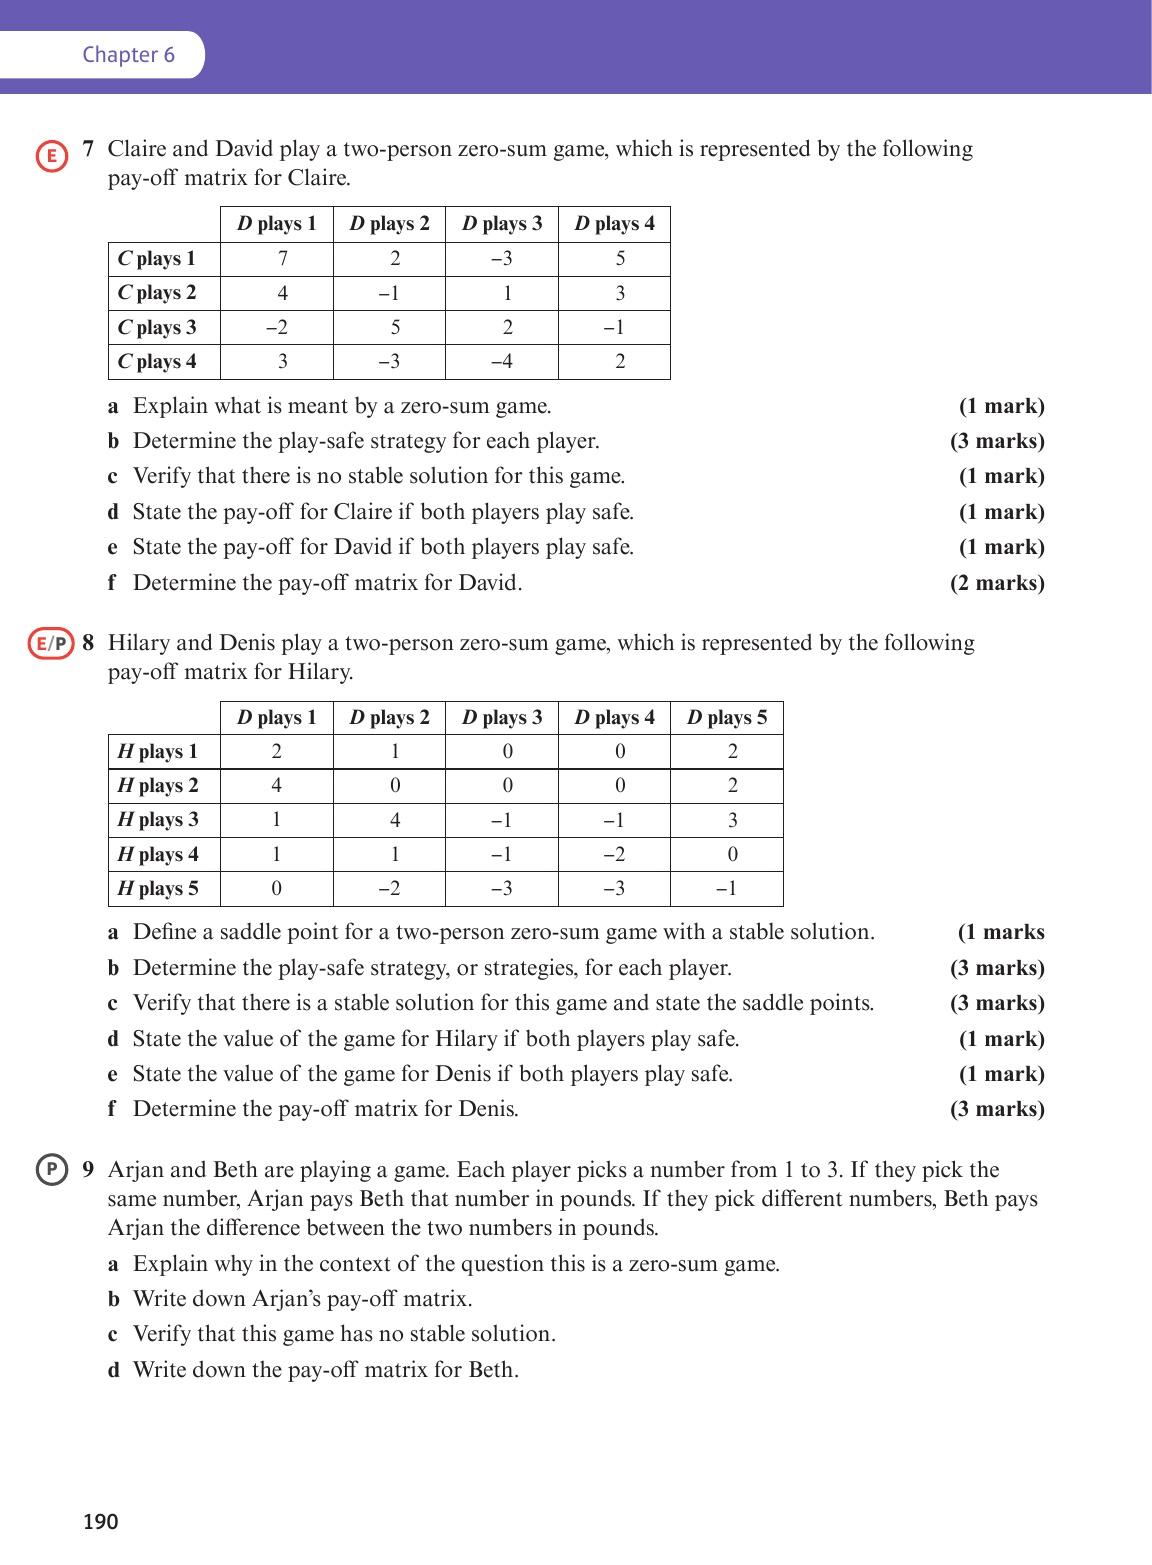 Chapter 6
E 7 Claire and David play a two-person zero-sum game, which is represented by the following
pay-off matrix for Claire.
D plays 1 D plays 2 D plays 3 D plays 4
C plays 1 7 2 –3 5
C plays 2 4 –1 1 3
C plays 3 –2 5 2 –1
C plays 4 3 –3 –4 2
a Explain what is meant by a zero-sum game. (1 mark)
b Determine the play-safe strategy for each player. (3 marks)
c Verify that there is no stable solution for this game. (1 mark)
d State the pay-off for Claire if both players play safe. (1 mark)
e State the pay-off for David if both players play safe. (1 mark)
f Determine the pay-off matrix for David. (2 marks)
E/P 8 Hilary and Denis play a two-person zero-sum game, which is represented by the following
pay-off matrix for Hilary.
D plays 1 D plays 2 D plays 3 D plays 4 D plays 5
H plays 1 2 1 0 0 2
H plays 2 4 0 0 0 2
H plays 3 1 4 –1 –1 3
H plays 4 1 1 –1 –2 0
H plays 5 0 –2 –3 –3 –1
a Define a saddle point for a two-person zero-sum game with a stable solution. (1 marks
b Determine the play-safe strategy, or strategies, for each player. (3 marks)
c Verify that there is a stable solution for this game and state the saddle points. (3 marks)
d State the value of the game for Hilary if both players play safe. (1 mark)
e State the value of the game for Denis if both players play safe. (1 mark)
f Determine the pay-off matrix for Denis. (3 marks)
P 9 Arjan and Beth are playing a game. Each player picks a number from 1 to 3. If they pick the
same number, Arjan pays Beth that number in pounds. If they pick different numbers, Beth pays
Arjan the difference between the two numbers in pounds.
a Explain why in the context of the question this is a zero-sum game.
b Write down Arjan’s pay-off matrix.
c Verify that this game has no stable solution.
d Write down the pay-off matrix for Beth.
190